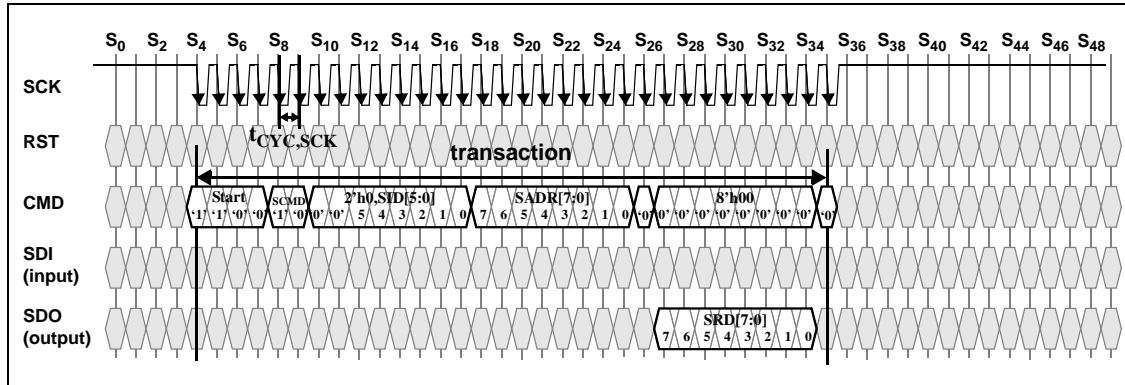 S0 S2 S4 S6 S8 S10 S12 S14 S16 S18 S20 S22 S24 S26 S28 S30 S32 S34 S36 S38 S40 S42 S44 S46 S48
SCK
tCYC,SCK
RST
transaction
CMD
Start SCMD 2'h0,SID[5:0] SADR[7:0] 8'h00
‘1’ ‘1’ ‘0’ ‘0’ ‘1’ ‘0’ ‘0’ ‘0’ 5 4 3 2 1 0 7 6 5 4 3 2 1 0 ‘0’ ‘0’ ‘0’ ‘0’ ‘0’ ‘0’ ‘0’ ‘0’ ‘0’ ‘0’
SDI
(input)
SDO
(output)
SRD[7:0]
7 6 5 4 3 2 1 0